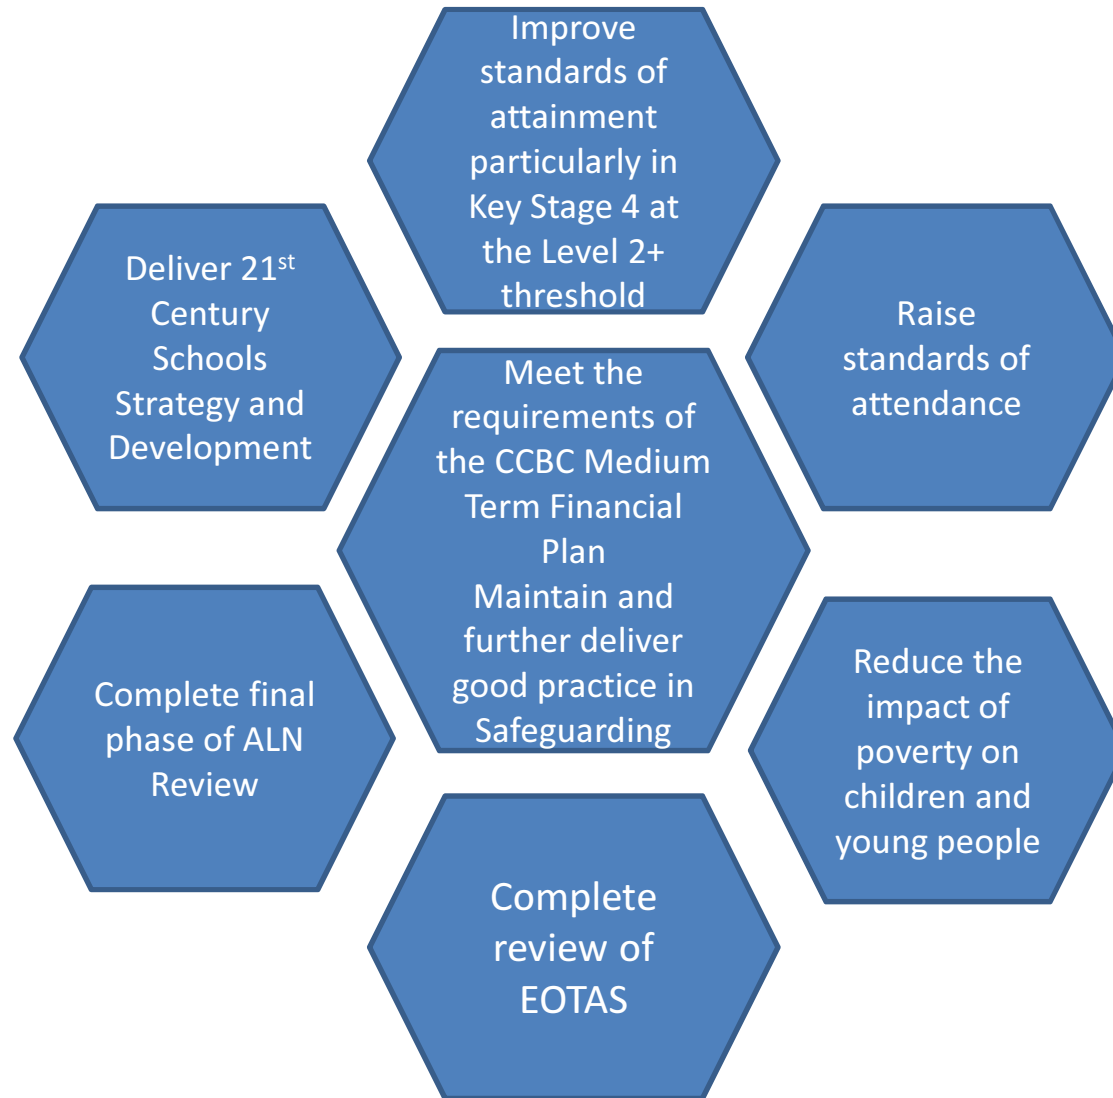 Improve
standards of
attainment
particularly in
Key Stage 4 at
the Level 2+
threshold
Deliver 21st
Century
Schools
Strategy and
Development
Raise
standards of
attendance
Meet the
requirements of
the CCBC Medium
Term Financial
Plan
Maintain and
further deliver
good practice in
Safeguarding
Complete final
phase of ALN
Review
Reduce the
impact of
poverty on
children and
young people
Complete
review of
EOTAS